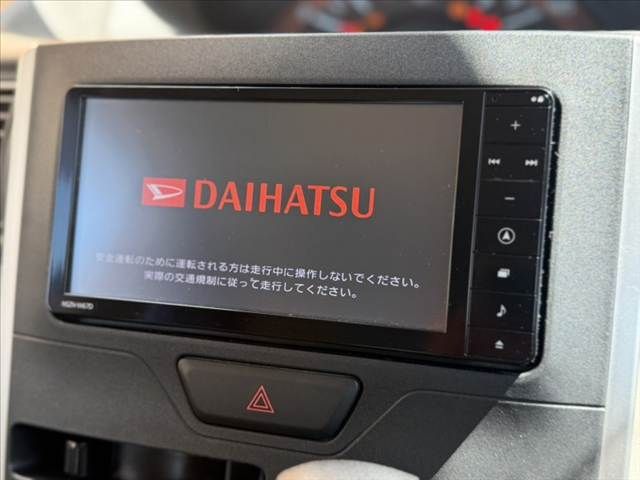 DAIHATSU
安全運転のために運転される方は走行中に操作しないでください。
実際の交通規制に従って走行してください。
NSZN-W67D